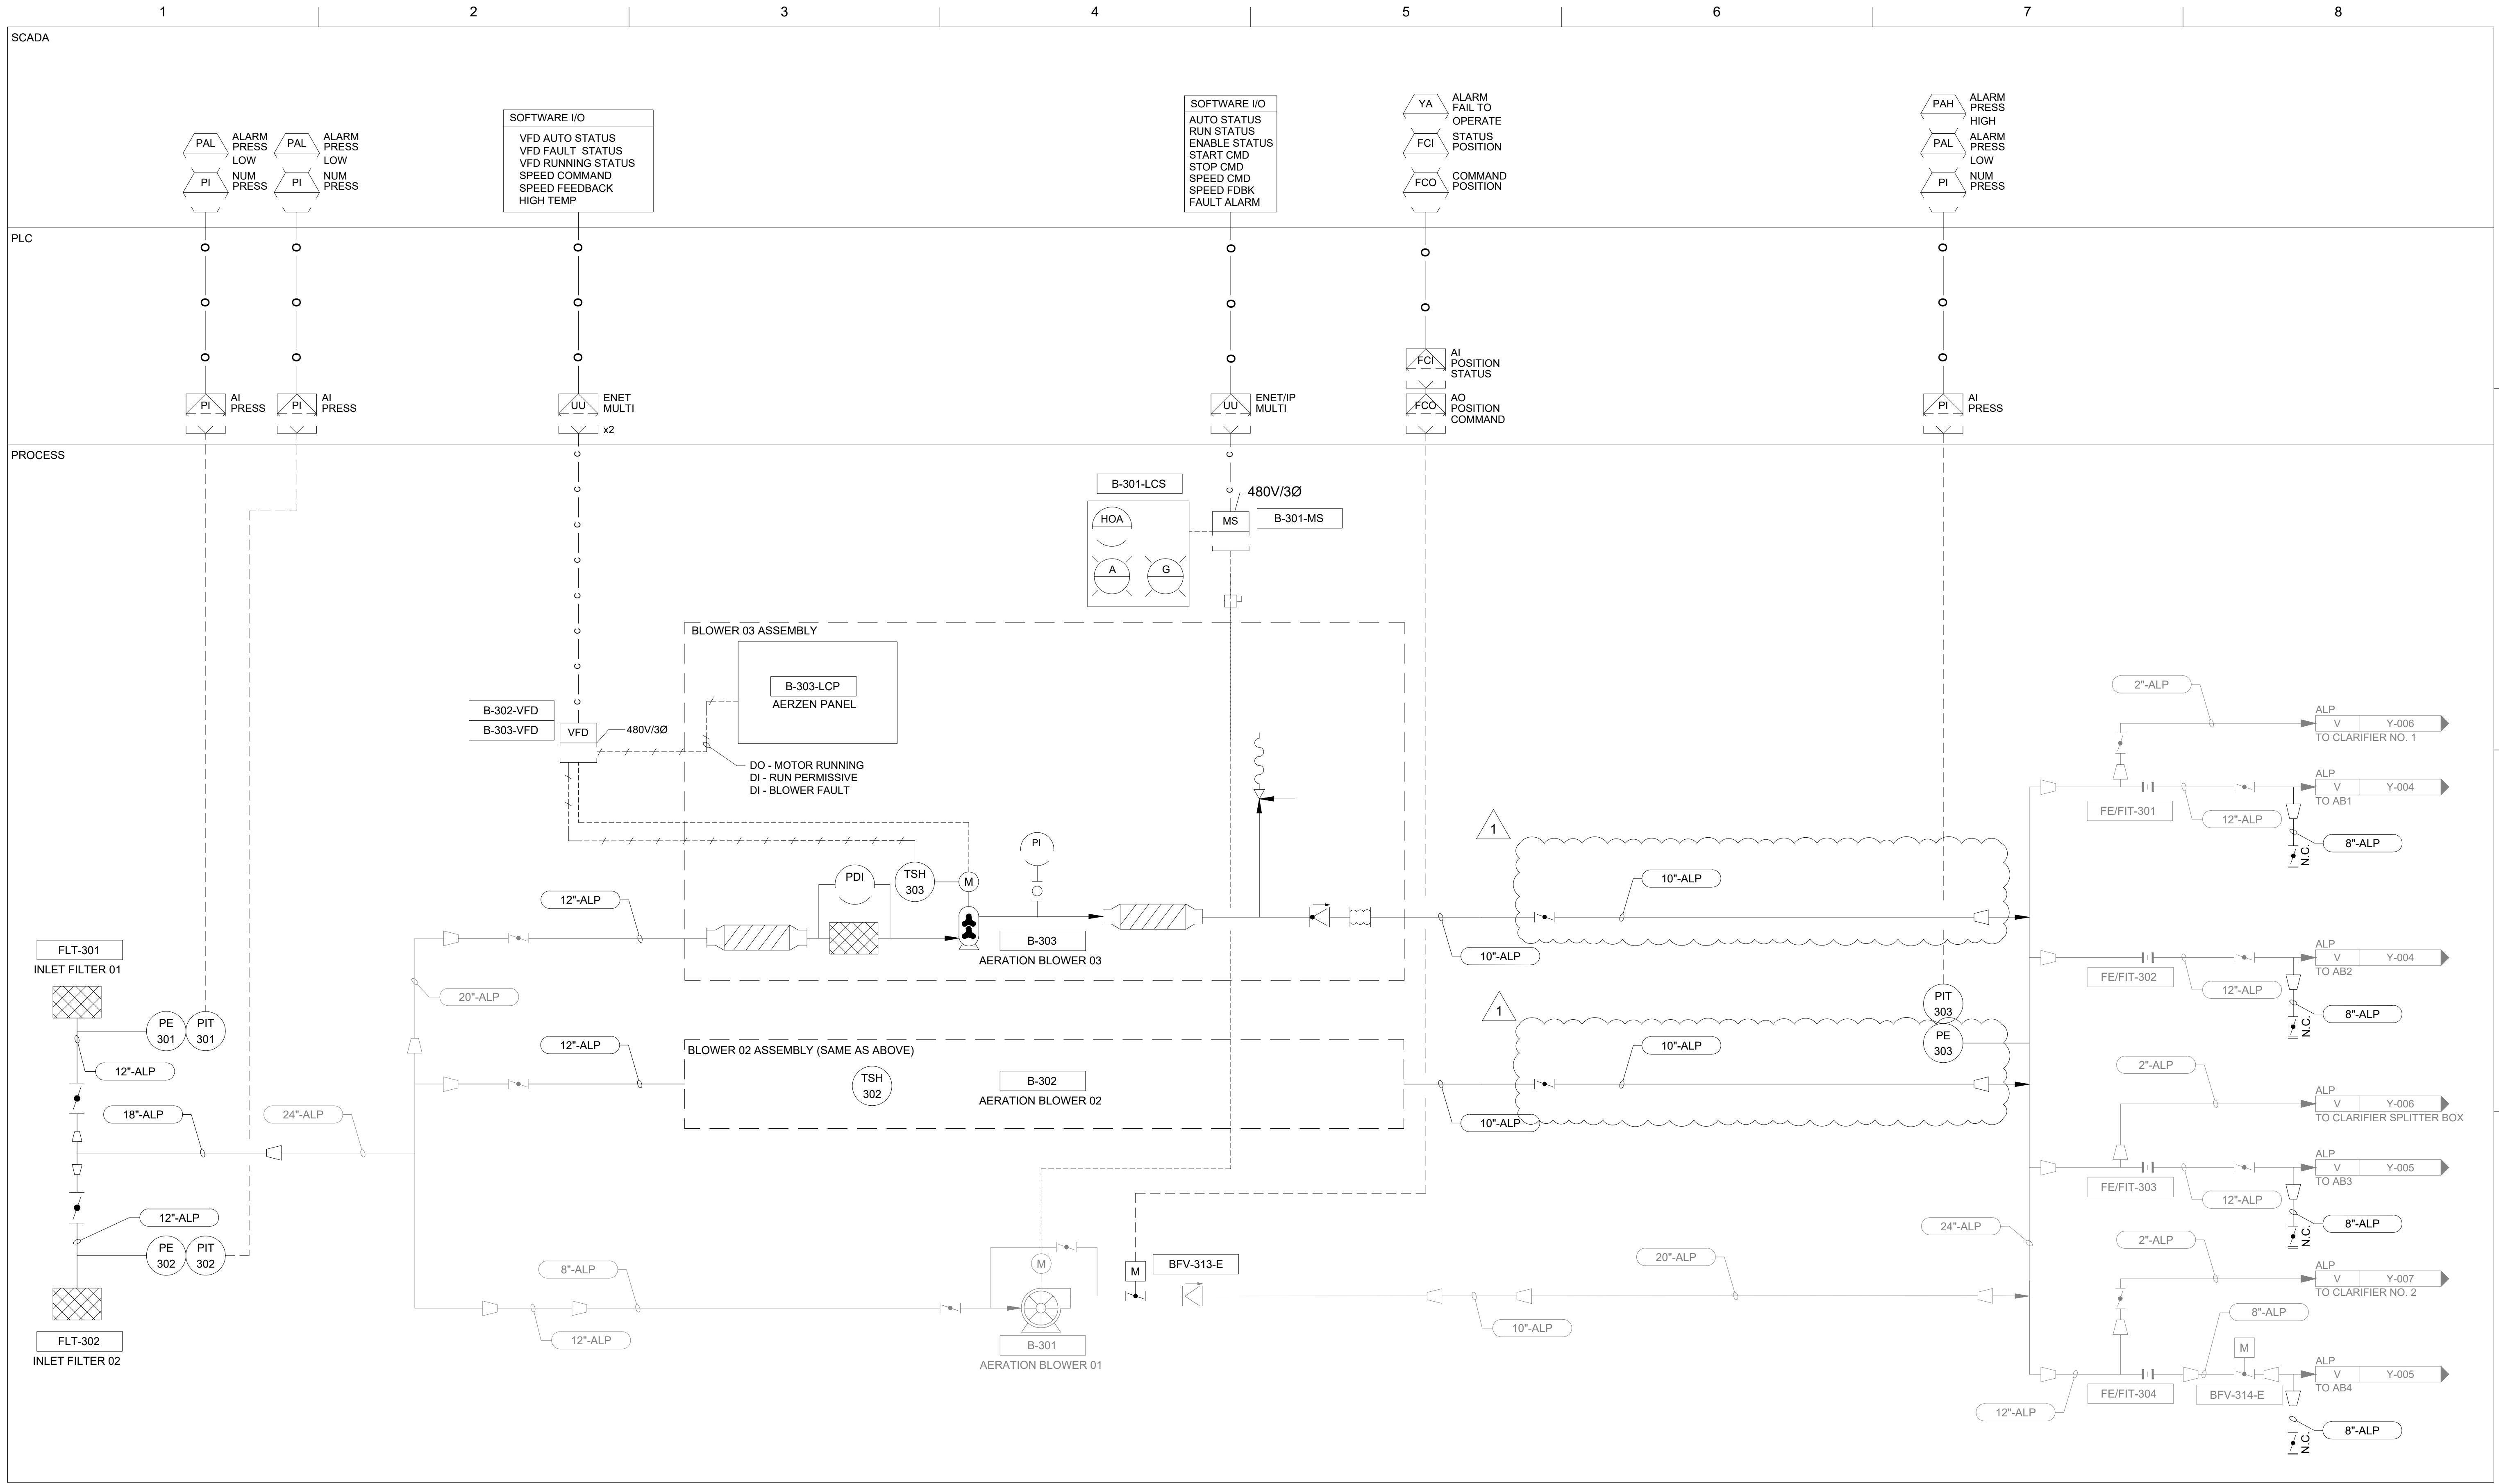 1 2 3 4 5 6 7 8
SCADA
PAL
ALARM
PRESS
LOW
PI
NUM
PRESS
PAL
ALARM
PRESS
LOW
PI
NUM
PRESS
SOFTWARE I/O
VFD AUTO STATUS
VFD FAULT STATUS
VFD RUNNING STATUS
SPEED COMMAND
SPEED FEEDBACK
HIGH TEMP
SOFTWARE I/O
AUTO STATUS
RUN STATUS
ENABLE STATUS
START CMD
STOP CMD
SPEED CMD
SPEED FDBK
FAULT ALARM
YA
ALARM
FAIL TO
OPERATE
FCI
STATUS
POSITION
FCO
COMMAND
POSITION
PAH
ALARM
PRESS
HIGH
PAL
ALARM
PRESS
LOW
PI
NUM
PRESS
PLC
PI
AI
PRESS
PI
AI
PRESS
UU
ENET
MULTI
x2
UU
ENET/IP
MULTI
FCI
AI
POSITION
STATUS
FCO
AO
POSITION
COMMAND
PI
AI
PRESS
PROCESS
B-301-LCS
HOA
A
G
480V/3Ø
MS
B-301-MS
BLOWER 03 ASSEMBLY
B-303-LCP
AERZEN PANEL
B-302-VFD
B-303-VFD
VFD
480V/3Ø
DO - MOTOR RUNNING
DI - RUN PERMISSIVE
DI - BLOWER FAULT
PI
PDI
TSH
303
M
12"-ALP
B-303
AERATION BLOWER 03
1
10"-ALP
10"-ALP
FLT-301
INLET FILTER 01
PE
301
PIT
301
12"-ALP
18"-ALP
24"-ALP
20"-ALP
12"-ALP
BLOWER 02 ASSEMBLY (SAME AS ABOVE)
TSH
302
B-302
AERATION BLOWER 02
1
10"-ALP
10"-ALP
PIT
303
PE
303
12"-ALP
PE
302
PIT
302
FLT-302
INLET FILTER 02
8"-ALP
12"-ALP
M
B-301
AERATION BLOWER 01
M
BFV-313-E
10"-ALP
20"-ALP
24"-ALP
2"-ALP
ALP
V Y-006
TO CLARIFIER NO. 1
ALP
V Y-004
TO AB1
FE/FIT-301
12"-ALP
8"-ALP
N.C.
ALP
V Y-004
TO AB2
FE/FIT-302
12"-ALP
8"-ALP
N.C.
2"-ALP
ALP
V Y-006
TO CLARIFIER SPLITTER BOX
ALP
V Y-005
TO AB3
FE/FIT-303
12"-ALP
8"-ALP
N.C.
2"-ALP
ALP
V Y-007
TO CLARIFIER NO. 2
8"-ALP
M
ALP
V Y-005
TO AB4
FE/FIT-304
BFV-314-E
12"-ALP
8"-ALP
N.C.